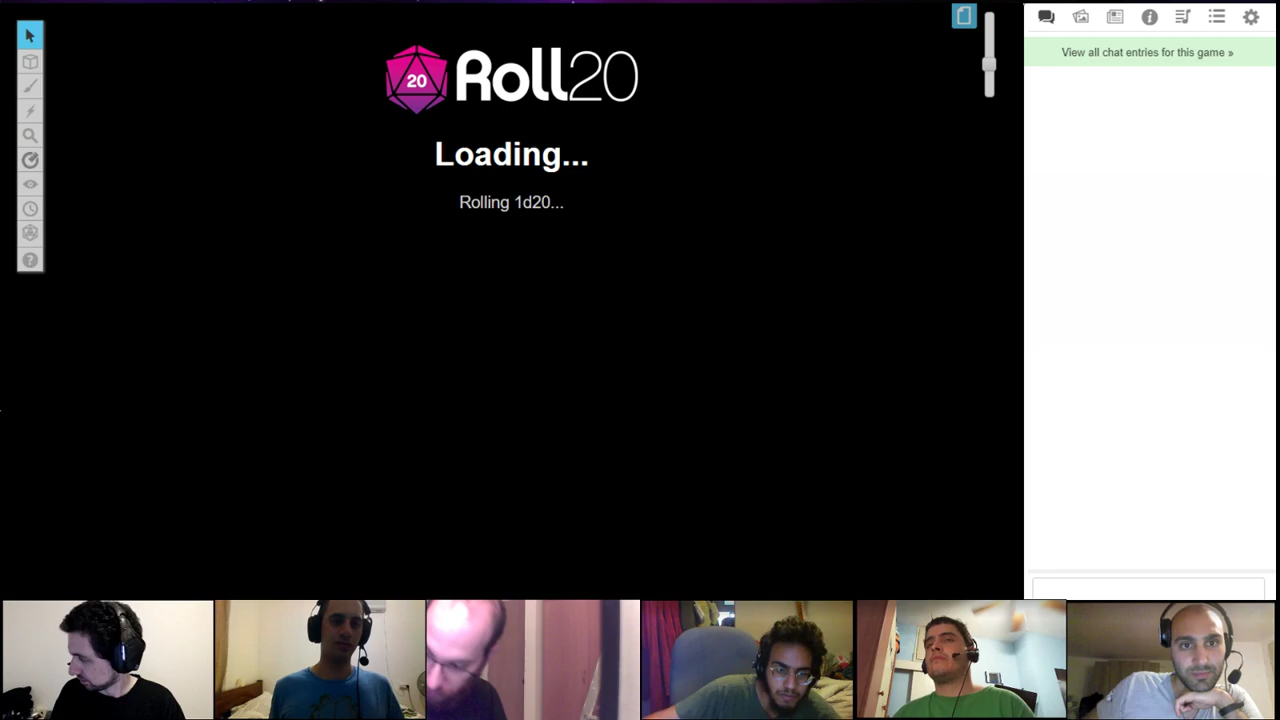 20 Roll20
View all chat entries for this game »
Loading...
Rolling 1d20...